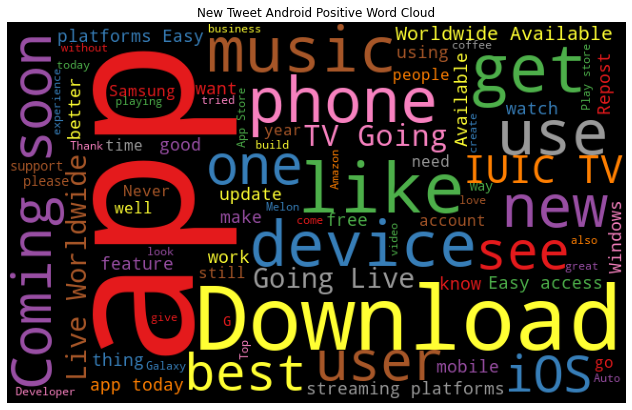 New Tweet Android Positive Word Cloud
platforms Easy
business
Worldwide Available
without
music
using
coffee
get
Play store
Repost
today
experience
better
Samsung
playing
want
tried
App Store
phone
people
Available
watch
Coming soon
app
Thank
time
good
year
build
TV Going
create
use
support
please
Live Worldwide
Never
well
one
Amazon
need
IUIC TV
update
like
way
love
new
Windows
make
Melon
free
come
account
also
look
feature
work
device
video
see
great
still
Going Live
know
Easy access
give
G
Download
thing
Galaxy
Top
best
user
mobile
iOS
go
Auto
Developer
app today
streaming platforms